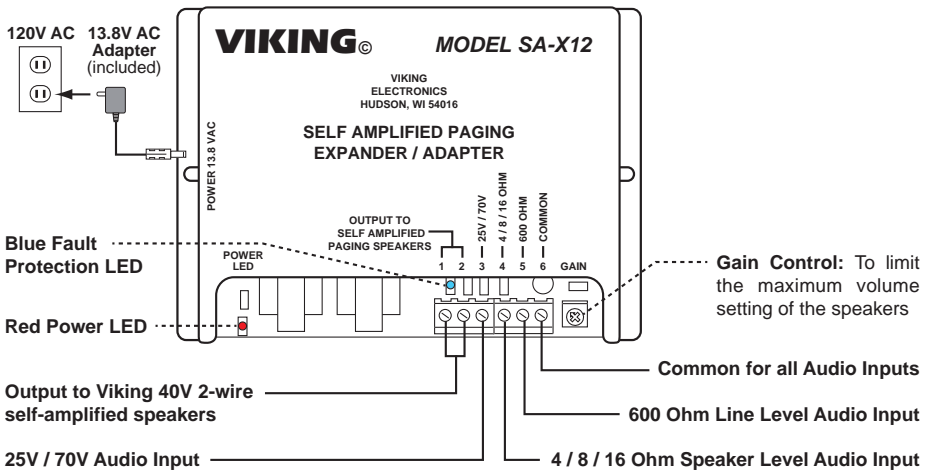 120V AC
13.8V AC
Adapter
(included)
VIKING©
MODEL SA-X12
VIKING
ELECTRONICS
HUDSON, WI 54016
SELF AMPLIFIED PAGING
EXPANDER / ADAPTER
POWER 13.8 VAC
OUTPUT TO
SELF AMPLIFIED
PAGING SPEAKERS
25V / 70V
4 / 8 / 16 OHM
600 OHM
COMMON
1 2 3 4 5 6
GAIN
POWER
LED
Blue Fault
Protection LED
Red Power LED
Gain Control: To limit
the maximum volume
setting of the speakers
Common for all Audio Inputs
Output to Viking 40V 2-wire
self-amplified speakers
600 Ohm Line Level Audio Input
25V / 70V Audio Input
4 / 8 / 16 Ohm Speaker Level Audio Input